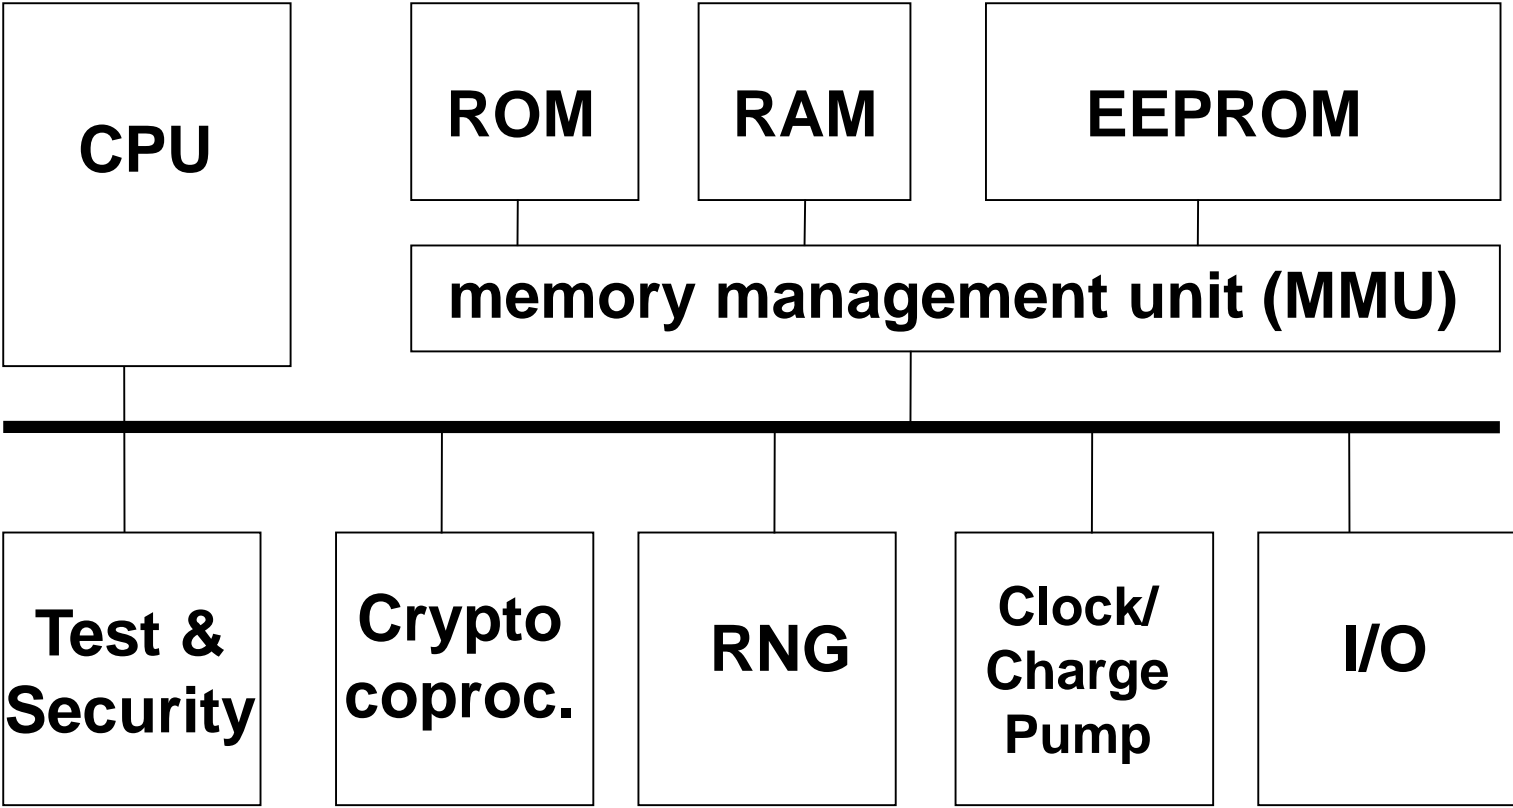 CPU
ROM
RAM
EEPROM
memory management unit (MMU)
Test &
Security
Crypto
coproc.
RNG
Clock/
Charge
Pump
I/O